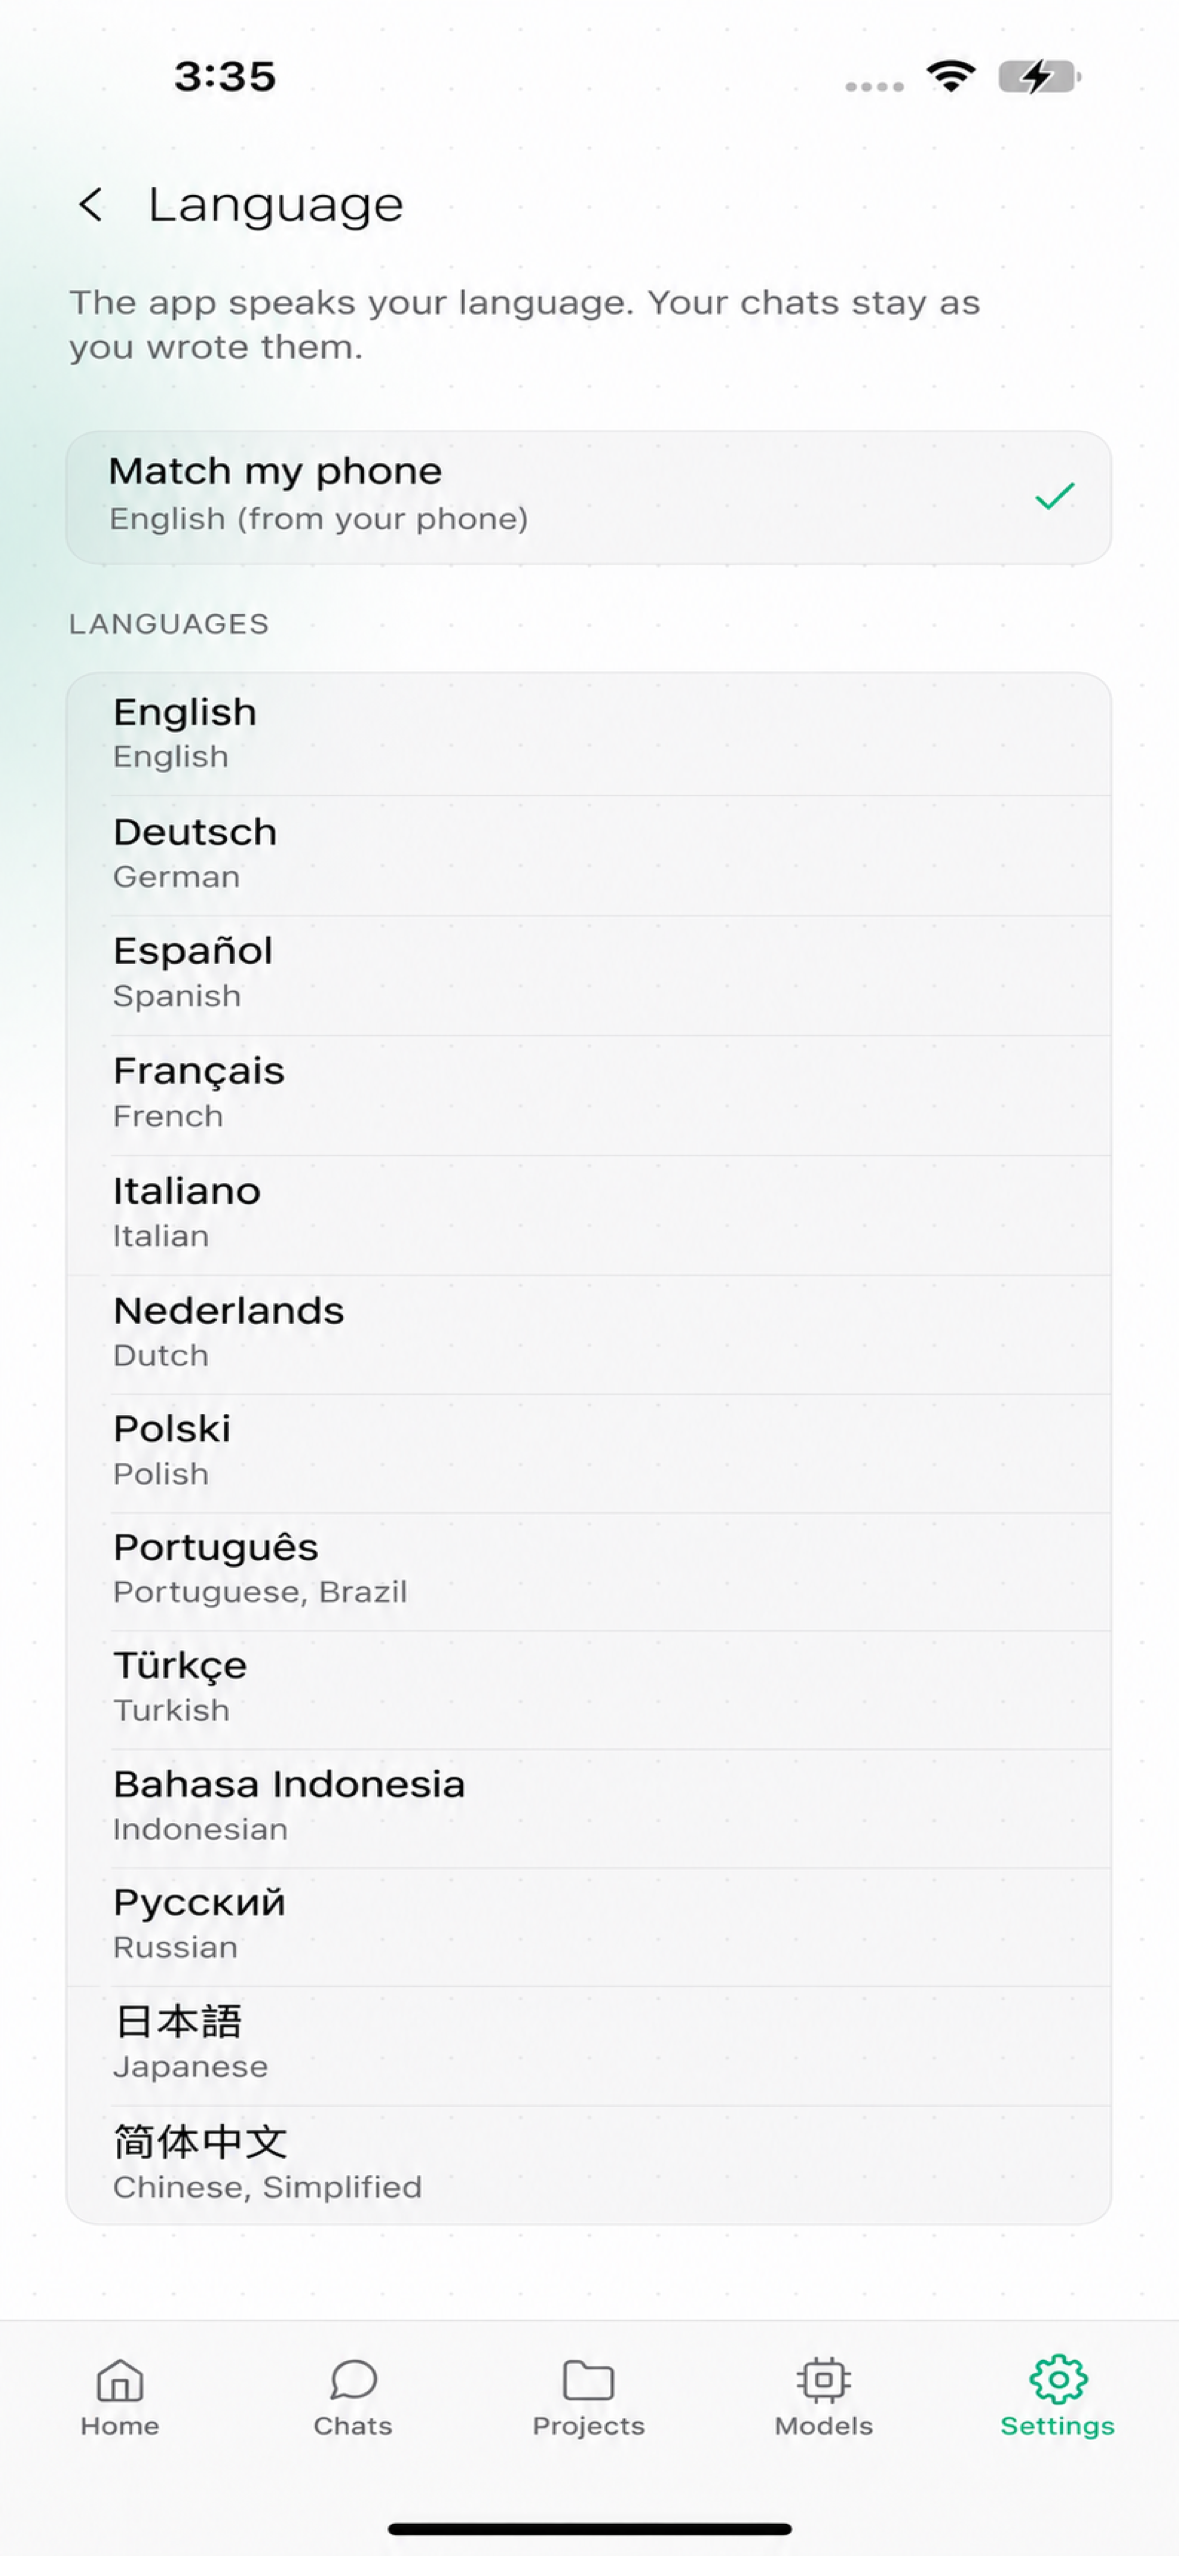 3:35
Language
The app speaks your language. Your chats stay as
you wrote them.
Match my phone
English (from your phone)
LANGUAGES
English
English
Deutsch
German
Español
Spanish
Français
French
Italiano
Italian
Nederlands
Dutch
Polski
Polish
Português
Portuguese, Brazil
Türkçe
Turkish
Bahasa Indonesia
Indonesian
Русский
Russian
日本語
Japanese
简体中文
Chinese, Simplified
Home
Chats
Projects
Models
Settings